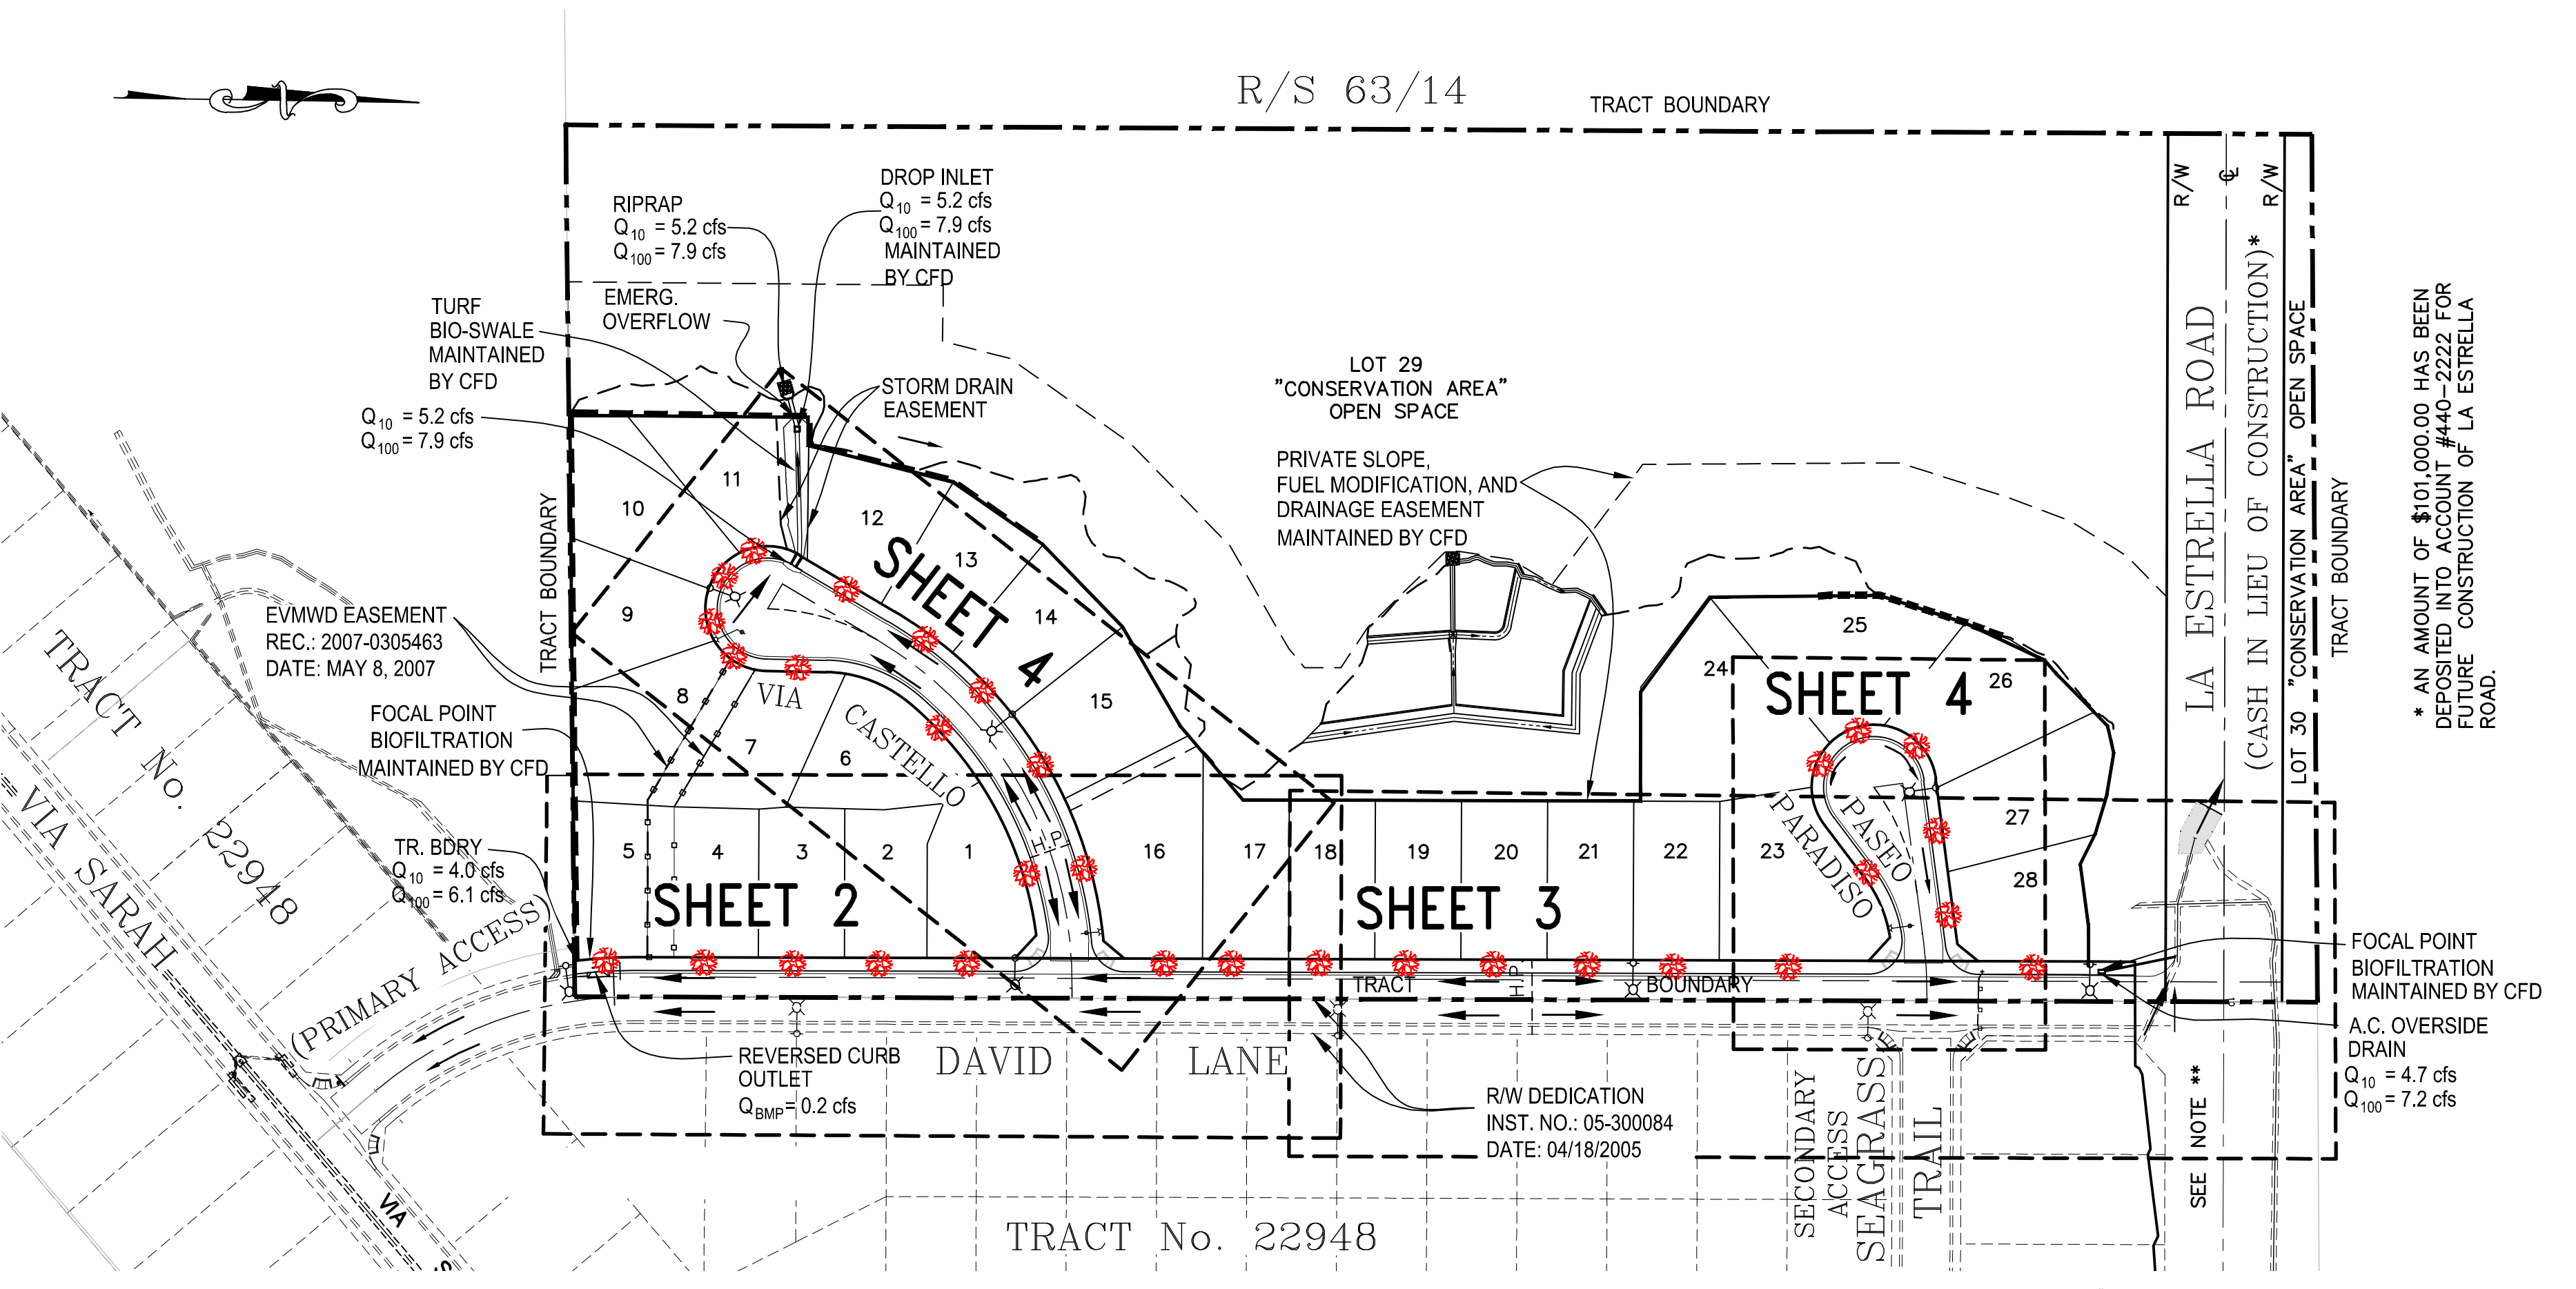 R/S 63/14
TRACT BOUNDARY
RIPRAP
Q10 = 5.2 cfs
Q100 = 7.9 cfs
DROP INLET
Q10 = 5.2 cfs
Q100 = 7.9 cfs
MAINTAINED
BY CFD
EMERG.
OVERFLOW
TURF
BIO-SWALE
MAINTAINED
BY CFD
Q10 = 5.2 cfs
Q100 = 7.9 cfs
STORM DRAIN
EASEMENT
LOT 29
"CONSERVATION AREA"
OPEN SPACE
PRIVATE SLOPE,
FUEL MODIFICATION, AND
DRAINAGE EASEMENT
MAINTAINED BY CFD
R/W
℄
R/W
LA ESTRELLA ROAD
(CASH IN LIEU OF CONSTRUCTION)*
LOT 30 "CONSERVATION AREA" OPEN SPACE
TRACT BOUNDARY
* AN AMOUNT OF $101,000.00 HAS BEEN
DEPOSITED INTO ACCOUNT #440-2222 FOR
FUTURE CONSTRUCTION OF LA ESTRELLA
ROAD.
TRACT BOUNDARY
EVMWD EASEMENT
REC.: 2007-0305463
DATE: MAY 8, 2007
FOCAL POINT
BIOFILTRATION
MAINTAINED BY CFD
TR. BDRY
Q10 = 4.0 cfs
Q100 = 6.1 cfs
TRACT No. 22948
VIA SARAH
(PRIMARY ACCESS)
VIA
10
11
12
13
14
15
9
8
7
6
SHEET 4
VIA CASTELLO
H.P.
5
4
3
2
1
16
17
18
19
20
21
22
23
24
25
26
27
28
SHEET 2
SHEET 3
SHEET 4
PASEO
PARADISO
TRACT
H.P.
BOUNDARY
REVERSED CURB
OUTLET
QBMP = 0.2 cfs
DAVID LANE
R/W DEDICATION
INST. NO.: 05-300084
DATE: 04/18/2005
SECONDARY
ACCESS
SEAGRASS
TRAIL
SEE NOTE **
FOCAL POINT
BIOFILTRATION
MAINTAINED BY CFD
A.C. OVERSIDE
DRAIN
Q10 = 4.7 cfs
Q100 = 7.2 cfs
TRACT No. 22948